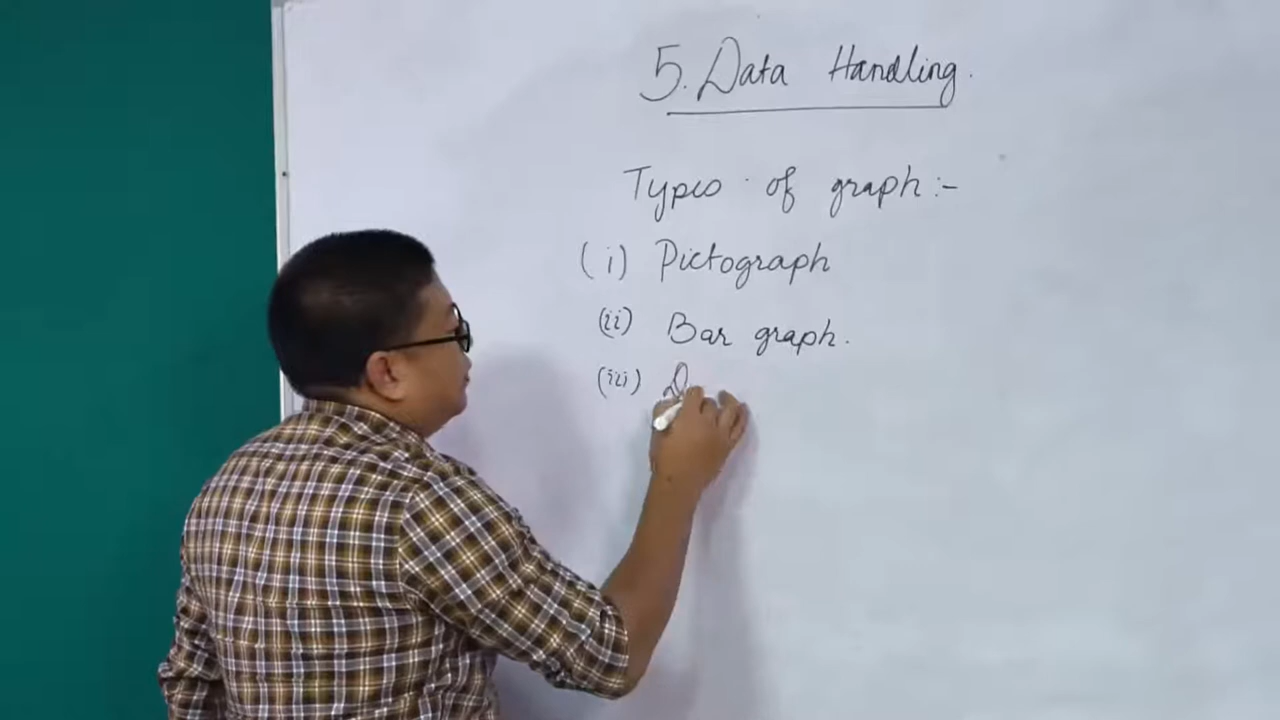 5. Data Handling.
Types of graph :-
(i) Pictograph
(ii) Bar graph.
(iii) D